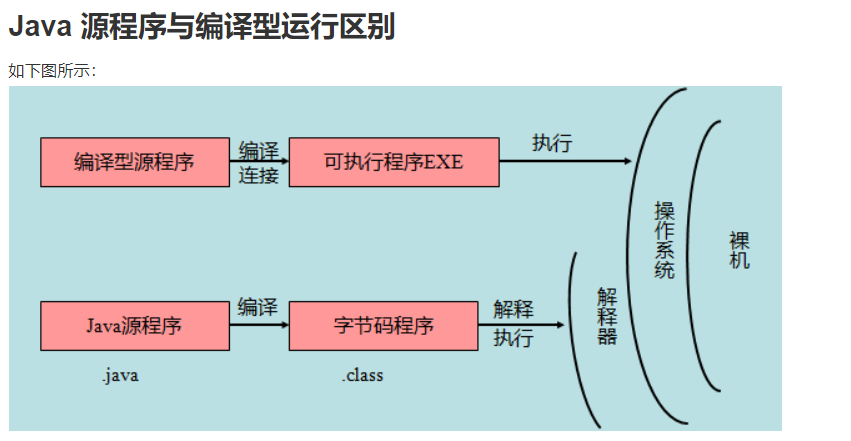 Java 源程序与编译型运行区别
如下图所示：
编译型源程序
编译
连接
可执行程序EXE
执行
操作系统
裸机
Java源程序
编译
字节码程序
解释
执行
解释器
.java
.class